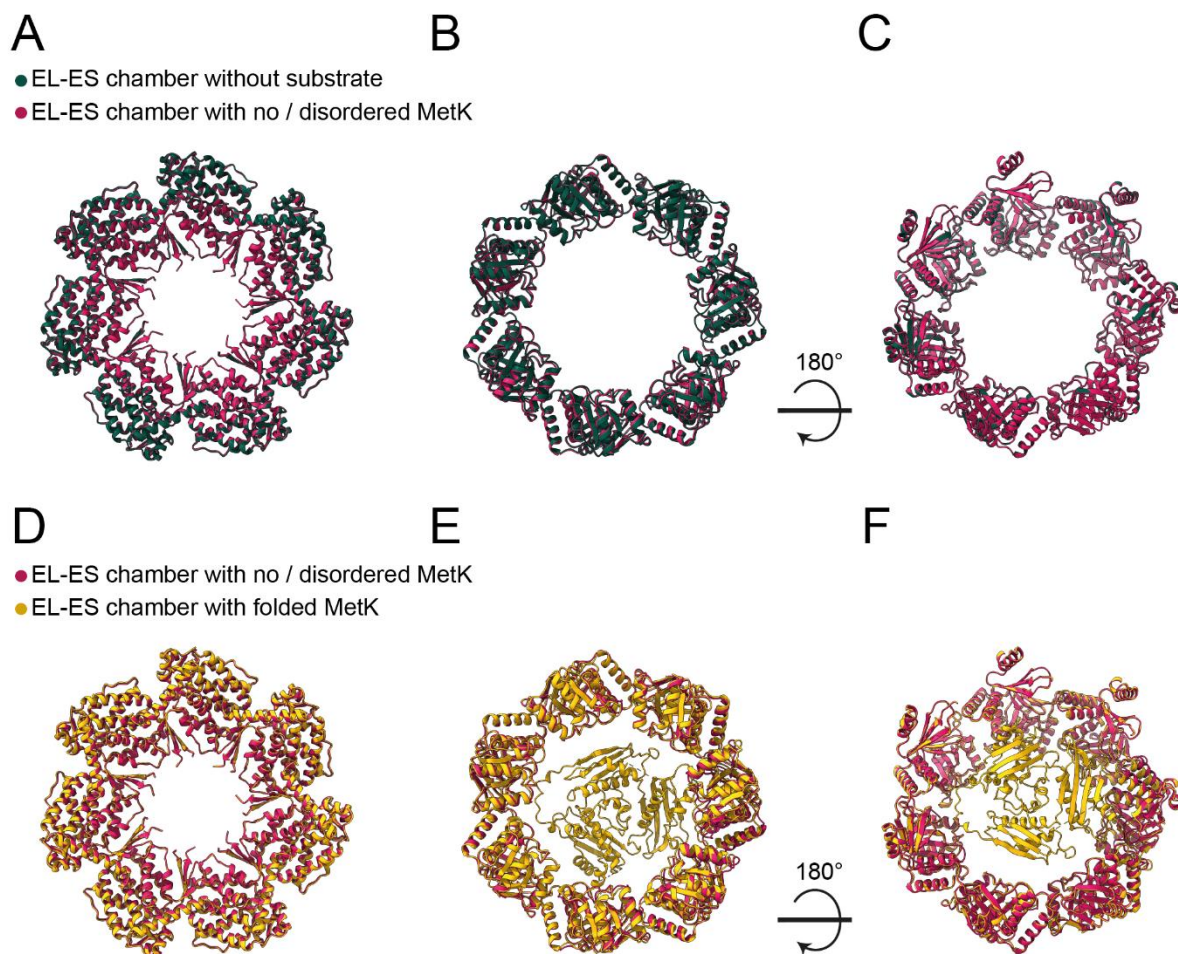 A
B
C
EL-ES chamber without substrate
EL-ES chamber with no / disordered MetK
180°
D
E
F
EL-ES chamber with no / disordered MetK
EL-ES chamber with folded MetK
180°